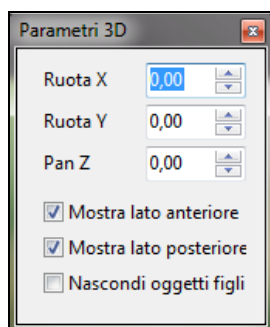 Parametri 3D
Ruota X 0,00
Ruota Y 0,00
Pan Z 0,00
Mostra lato anteriore
Mostra lato posteriore
Nascondi oggetti figli